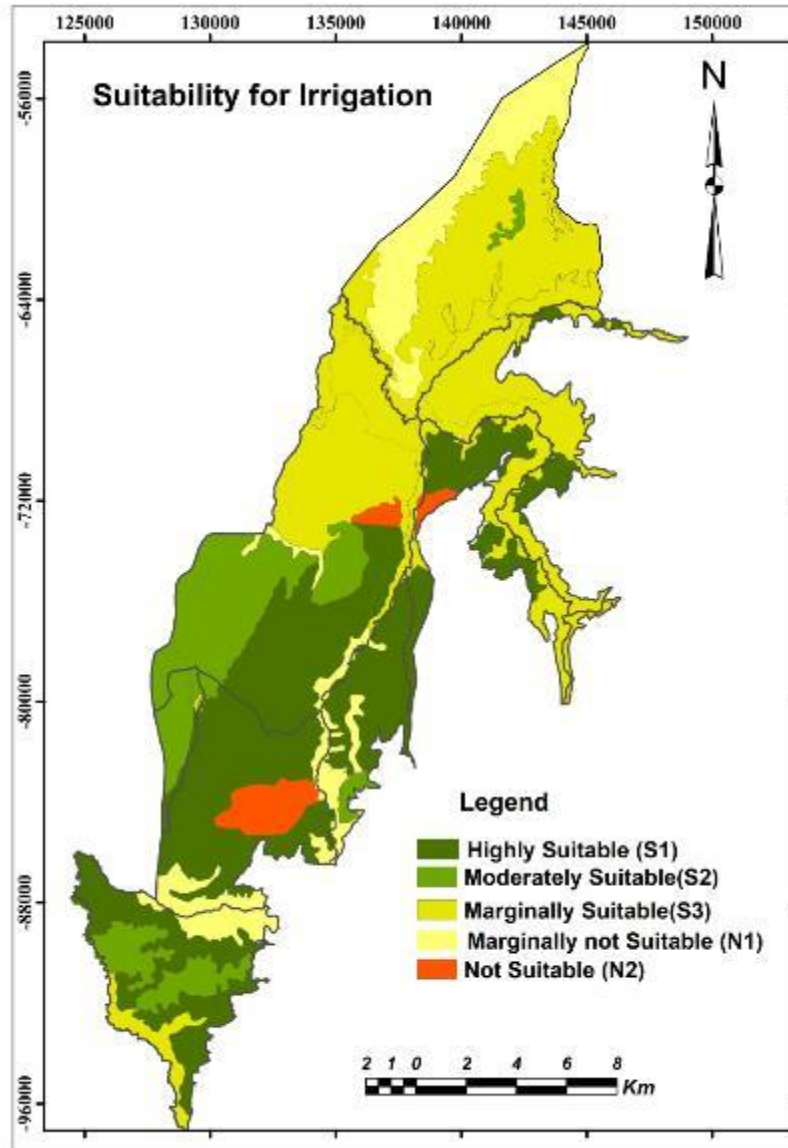 125000 130000 135000 140000 145000 150000
Suitability for Irrigation
N
-56000
-64000
-72000
-80000
-88000
-96000
Legend
Highly Suitable (S1)
Moderately Suitable(S2)
Marginally Suitable(S3)
Marginally not Suitable (N1)
Not Suitable (N2)
2 1 0 2 4 6 8
Km